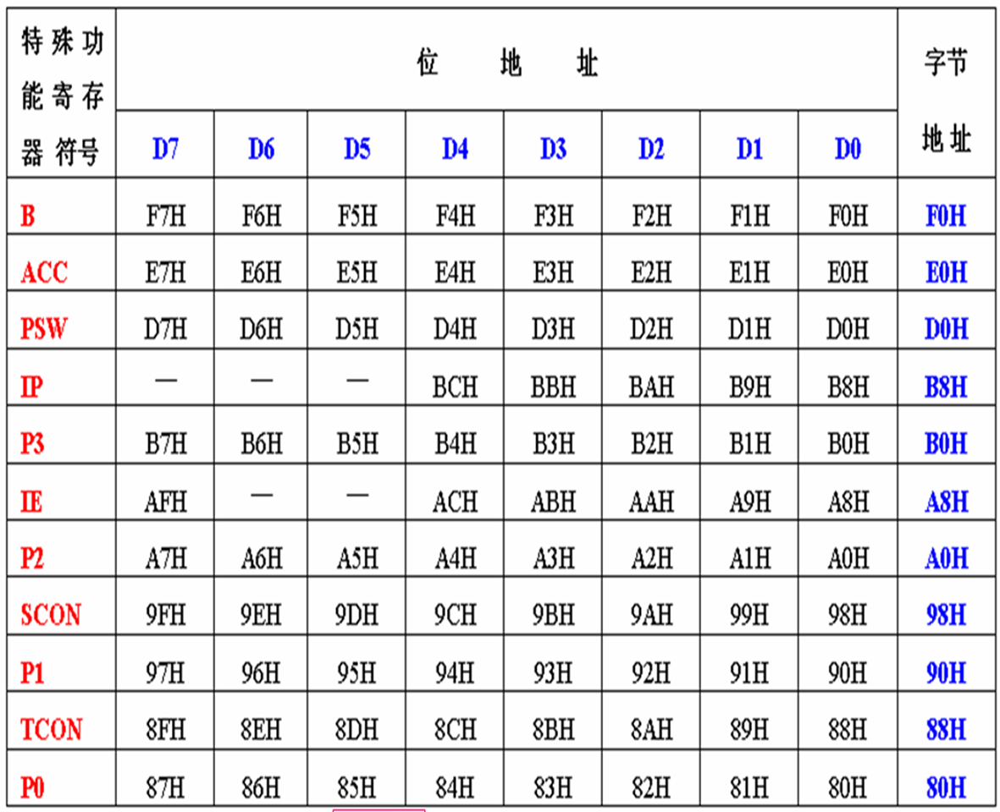 特殊功能寄存器 符号 位 地 址 字节地址
D7 D6 D5 D4 D3 D2 D1 D0
B F7H F6H F5H F4H F3H F2H F1H F0H F0H
ACC E7H E6H E5H E4H E3H E2H E1H E0H E0H
PSW D7H D6H D5H D4H D3H D2H D1H D0H D0H
IP — — — BCH BBH BAH B9H B8H B8H
P3 B7H B6H B5H B4H B3H B2H B1H B0H B0H
IE AFH — — ACH ABH AAH A9H A8H A8H
P2 A7H A6H A5H A4H A3H A2H A1H A0H A0H
SCON 9FH 9EH 9DH 9CH 9BH 9AH 99H 98H 98H
P1 97H 96H 95H 94H 93H 92H 91H 90H 90H
TCON 8FH 8EH 8DH 8CH 8BH 8AH 89H 88H 88H
P0 87H 86H 85H 84H 83H 82H 81H 80H 80H